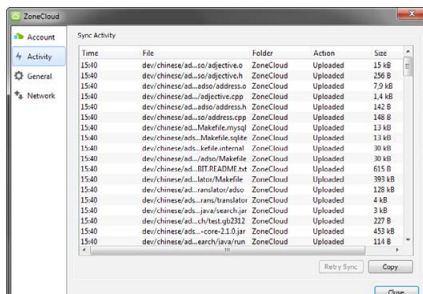 ZoneCloud
Account
Activity
General
Network
Sync Activity
Time File Folder Action Size
15:40 dev/chinese/ad...so/adjective.o ZoneCloud Uploaded 15 kB
15:40 dev/chinese/ad...so/adjective.h ZoneCloud Uploaded 256 B
15:40 dev/chinese/ad...adso/address.o ZoneCloud Uploaded 7,9 kB
15:40 dev/chinese/ad.../adjective.cpp ZoneCloud Uploaded 1,4 kB
15:40 dev/chinese/ad...adso/address.h ZoneCloud Uploaded 142 B
15:40 dev/chinese/ad...so/address.cpp ZoneCloud Uploaded 148 B
15:40 dev/chinese/ad...Makefile.mysql ZoneCloud Uploaded 13 kB
15:40 dev/chinese/ad...Makefile.sqlite ZoneCloud Uploaded 13 kB
15:40 dev/chinese/ads...kefile.internal ZoneCloud Uploaded 30 kB
15:40 dev/chinese/ad.../adso/Makefile ZoneCloud Uploaded 30 kB
15:40 dev/chinese/ad...BIT.README.txt ZoneCloud Uploaded 615 B
15:40 dev/chinese/ad...lator/Makefile ZoneCloud Uploaded 393 kB
15:40 dev/chinese/ad...ranslator/adso ZoneCloud Uploaded 128 kB
15:40 dev/chinese/ads...rans/translator ZoneCloud Uploaded 4 kB
15:40 dev/chinese/ad...java/search.jar ZoneCloud Uploaded 3 kB
15:40 dev/chinese/ad...ch/test.gb2312 ZoneCloud Uploaded 227 B
15:40 dev/chinese/ad...-core-2.1.0.jar ZoneCloud Uploaded 453 kB
15:40 dev/chinese/ad...earch/java/run ZoneCloud Uploaded 114 B
Retry Sync Copy
Close